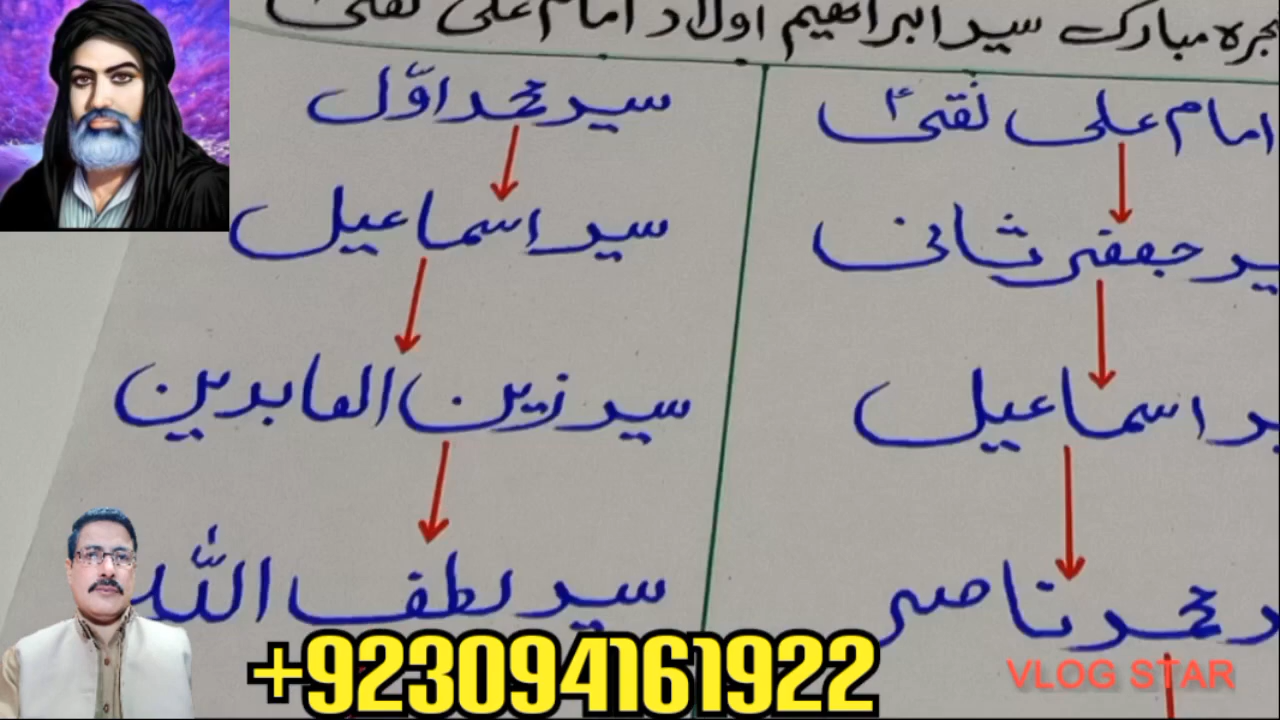 شجرہ مبارک سید ابراھیم اولاد امام علی نقیؑ
امام علی نقیؑ
سید جعفر ثانی
سید اسماعیل
سید محمد ناصر
سید محمد اوّل
سید اسماعیل
سید زین العابدین
سید لطف اللہ
+923094161922
VLOG STAR